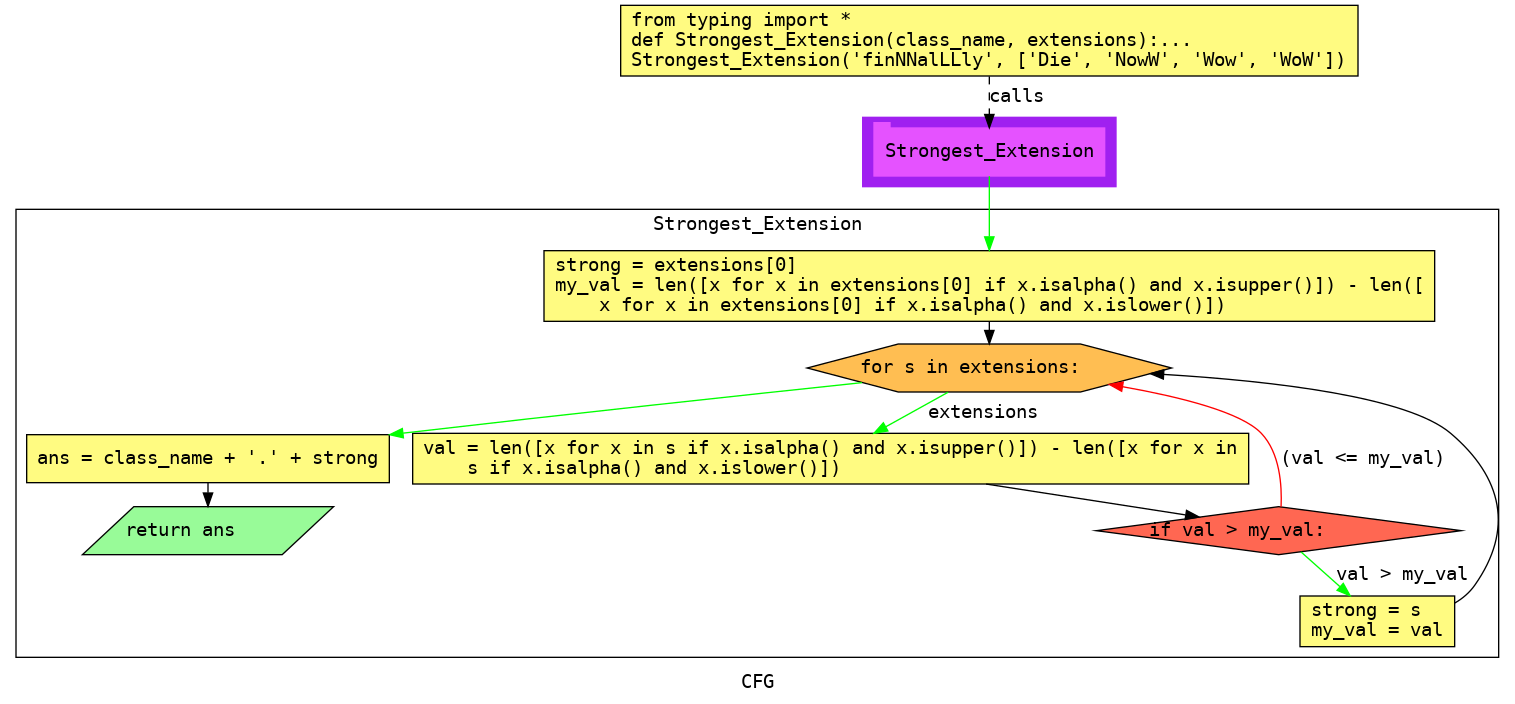 from typing import *
def Strongest_Extension(class_name, extensions):...
Strongest_Extension('finNNalLLly', ['Die', 'NowW', 'Wow', 'WoW'])
calls
Strongest_Extension
Strongest_Extension
strong = extensions[0]
my_val = len([x for x in extensions[0] if x.isalpha() and x.isupper()]) - len([
    x for x in extensions[0] if x.isalpha() and x.islower()])
for s in extensions:
extensions
ans = class_name + '.' + strong
val = len([x for x in s if x.isalpha() and x.isupper()]) - len([x for x in
    s if x.isalpha() and x.islower()])
(val <= my_val)
return ans
if val > my_val:
val > my_val
strong = s
my_val = val
CFG